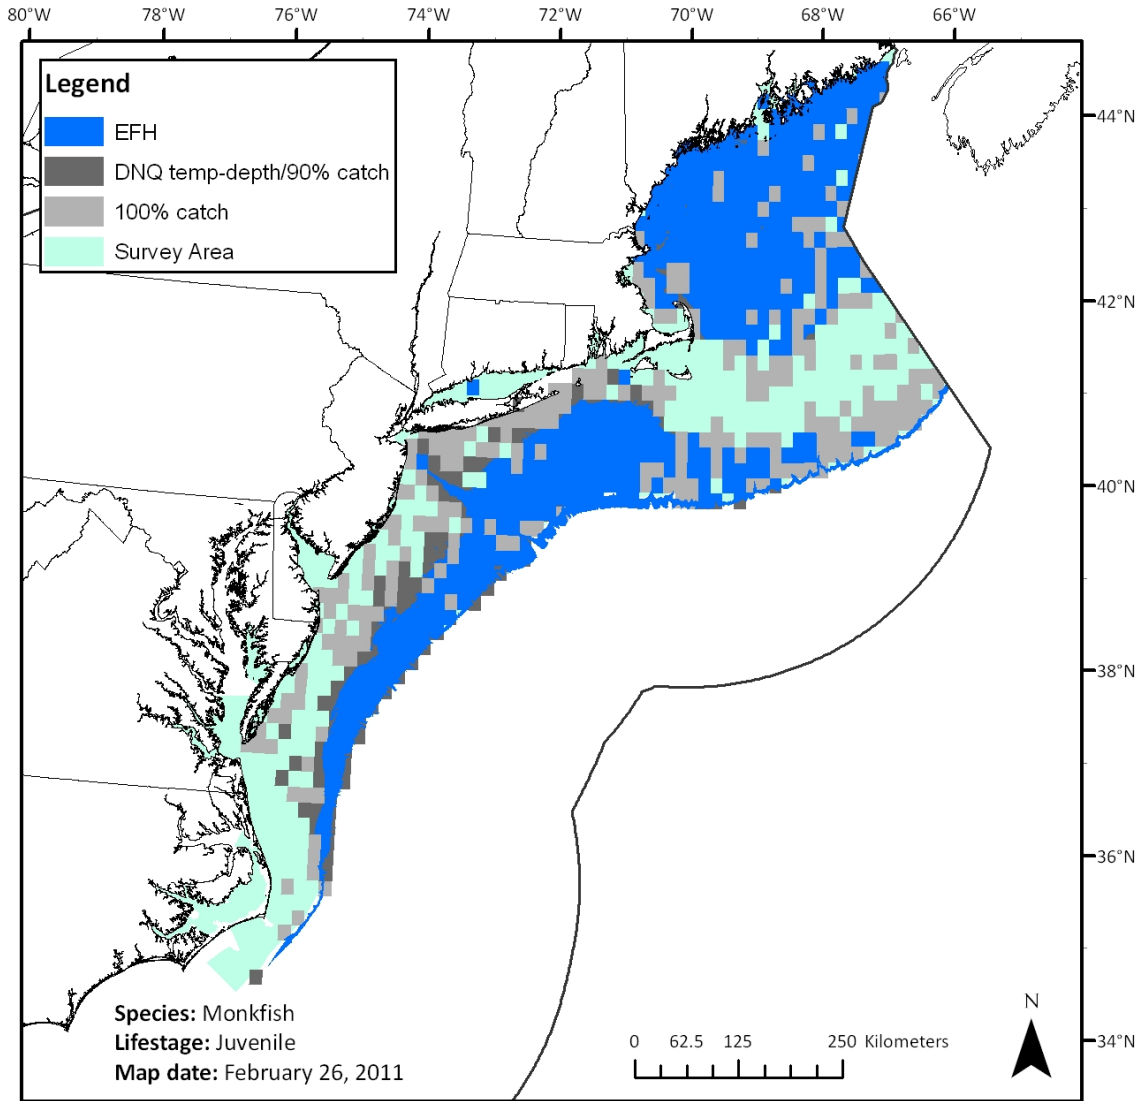 80°W 78°W 76°W 74°W 72°W 70°W 68°W 66°W
Legend
EFH
DNQ temp-depth/90% catch
100% catch
Survey Area
44°N
42°N
40°N
38°N
36°N
34°N
Species: Monkfish
Lifestage: Juvenile
Map date: February 26, 2011
0 62.5 125 250 Kilometers
N